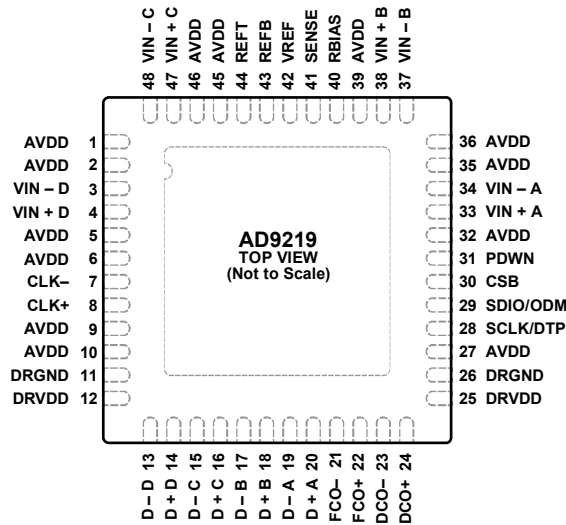 48 VIN – C
47 VIN + C
46 AVDD
45 AVDD
44 REFT
43 REFB
42 VREF
41 SENSE
40 RBIAS
39 AVDD
38 VIN + B
37 VIN – B
AVDD 1
AVDD 2
VIN – D 3
VIN + D 4
AVDD 5
AVDD 6
CLK– 7
CLK+ 8
AVDD 9
AVDD 10
DRGND 11
DRVDD 12
AD9219
TOP VIEW
(Not to Scale)
36 AVDD
35 AVDD
34 VIN – A
33 VIN + A
32 AVDD
31 PDWN
30 CSB
29 SDIO/ODM
28 SCLK/DTP
27 AVDD
26 DRGND
25 DRVDD
D – D 13
D + D 14
D – C 15
D + C 16
D – B 17
D + B 18
D – A 19
D + A 20
FCO– 21
FCO+ 22
DCO– 23
DCO+ 24